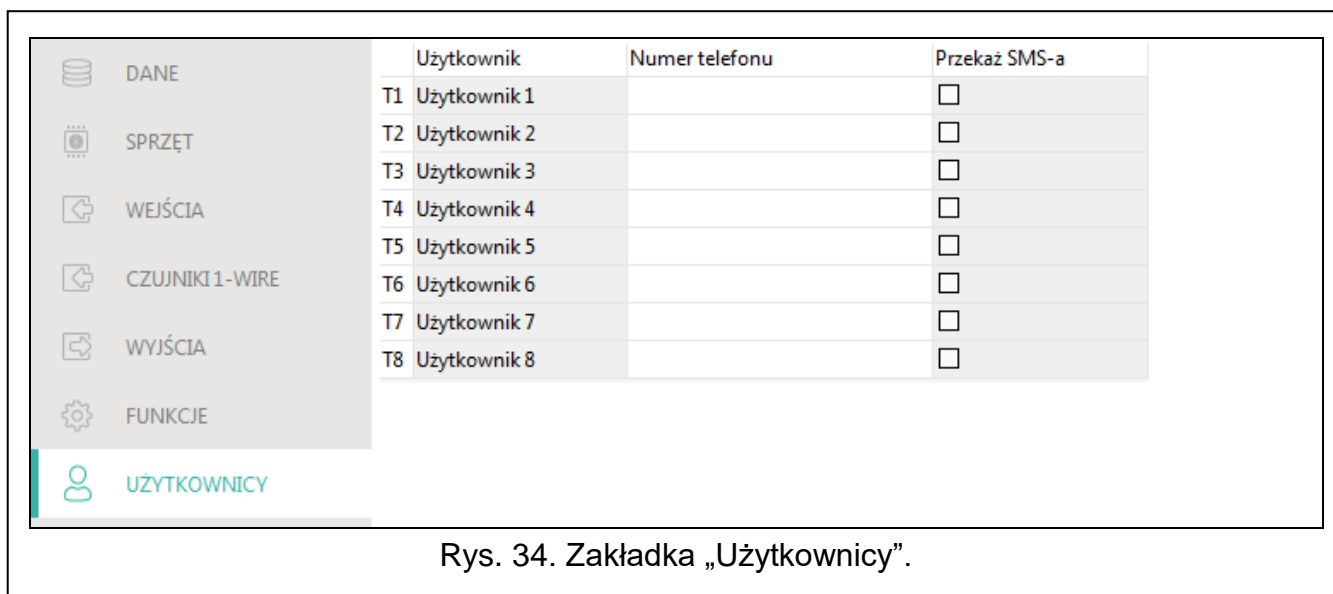 DANE
SPRZĘT
WEJŚCIA
CZUJNIKI 1-WIRE
WYJŚCIA
FUNKCJE
UŻYTKOWNICY
Użytkownik Numer telefonu Przekaż SMS-a
T1 Użytkownik 1
T2 Użytkownik 2
T3 Użytkownik 3
T4 Użytkownik 4
T5 Użytkownik 5
T6 Użytkownik 6
T7 Użytkownik 7
T8 Użytkownik 8
Rys. 34. Zakładka „Użytkownicy”.